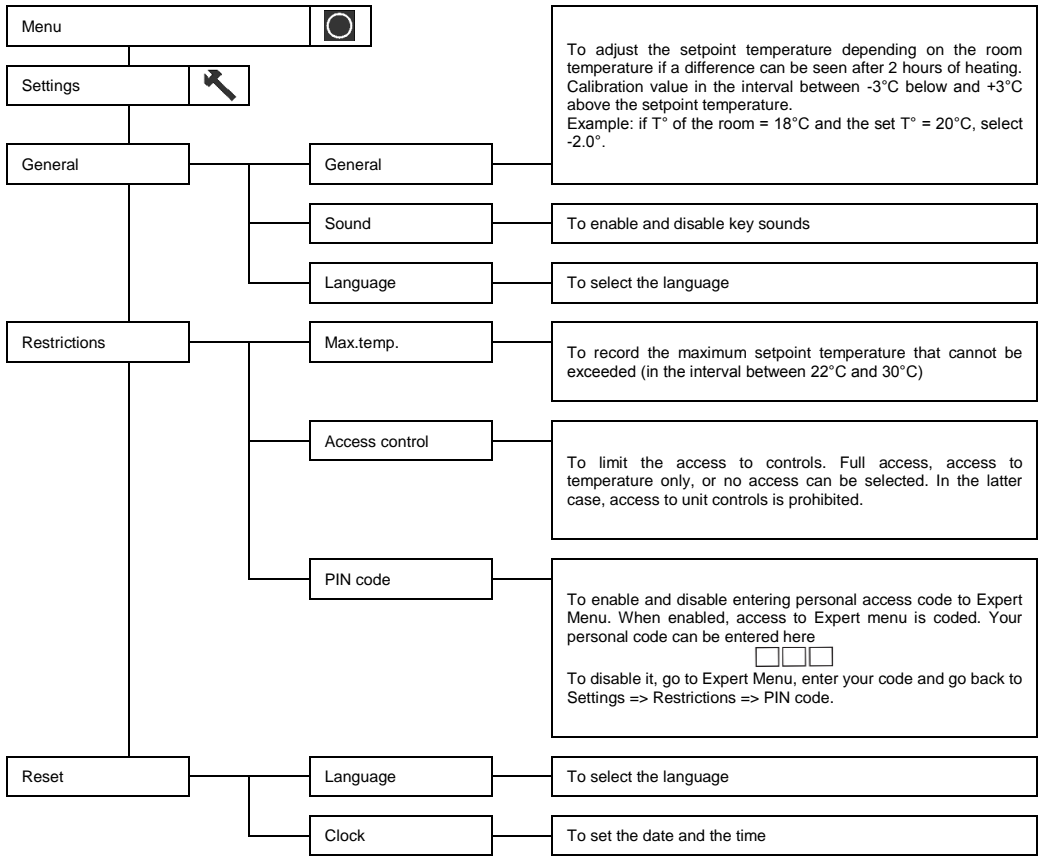 Menu
Settings
General
General
To adjust the setpoint temperature depending on the room
temperature if a difference can be seen after 2 hours of heating.
Calibration value in the interval between -3°C below and +3°C
above the setpoint temperature.
Example: if T° of the room = 18°C and the set T° = 20°C, select
-2.0°.
Sound
To enable and disable key sounds
Language
To select the language
Restrictions
Max.temp.
To record the maximum setpoint temperature that cannot be
exceeded (in the interval between 22°C and 30°C)
Access control
To limit the access to controls. Full access, access to
temperature only, or no access can be selected. In the latter
case, access to unit controls is prohibited.
PIN code
To enable and disable entering personal access code to Expert
Menu. When enabled, access to Expert menu is coded. Your
personal code can be entered here
To disable it, go to Expert Menu, enter your code and go back to
Settings => Restrictions => PIN code.
Reset
Language
To select the language
Clock
To set the date and the time